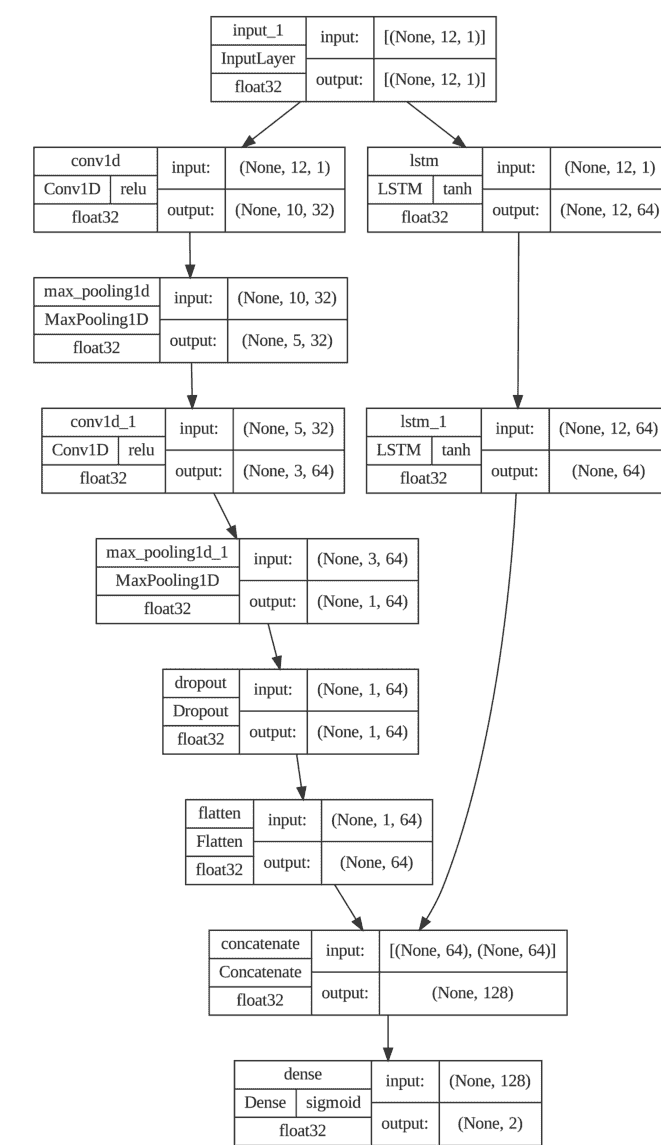 input_1
InputLayer
float32
input:
[(None, 12, 1)]
output:
[(None, 12, 1)]
conv1d
Conv1D
relu
float32
input:
(None, 12, 1)
output:
(None, 10, 32)
lstm
LSTM
tanh
float32
input:
(None, 12, 1)
output:
(None, 12, 64)
max_pooling1d
MaxPooling1D
float32
input:
(None, 10, 32)
output:
(None, 5, 32)
conv1d_1
Conv1D
relu
float32
input:
(None, 5, 32)
output:
(None, 3, 64)
lstm_1
LSTM
tanh
float32
input:
(None, 12, 64)
output:
(None, 64)
max_pooling1d_1
MaxPooling1D
float32
input:
(None, 3, 64)
output:
(None, 1, 64)
dropout
Dropout
float32
input:
(None, 1, 64)
output:
(None, 1, 64)
flatten
Flatten
float32
input:
(None, 1, 64)
output:
(None, 64)
concatenate
Concatenate
float32
input:
[(None, 64), (None, 64)]
output:
(None, 128)
dense
Dense
sigmoid
float32
input:
(None, 128)
output:
(None, 2)